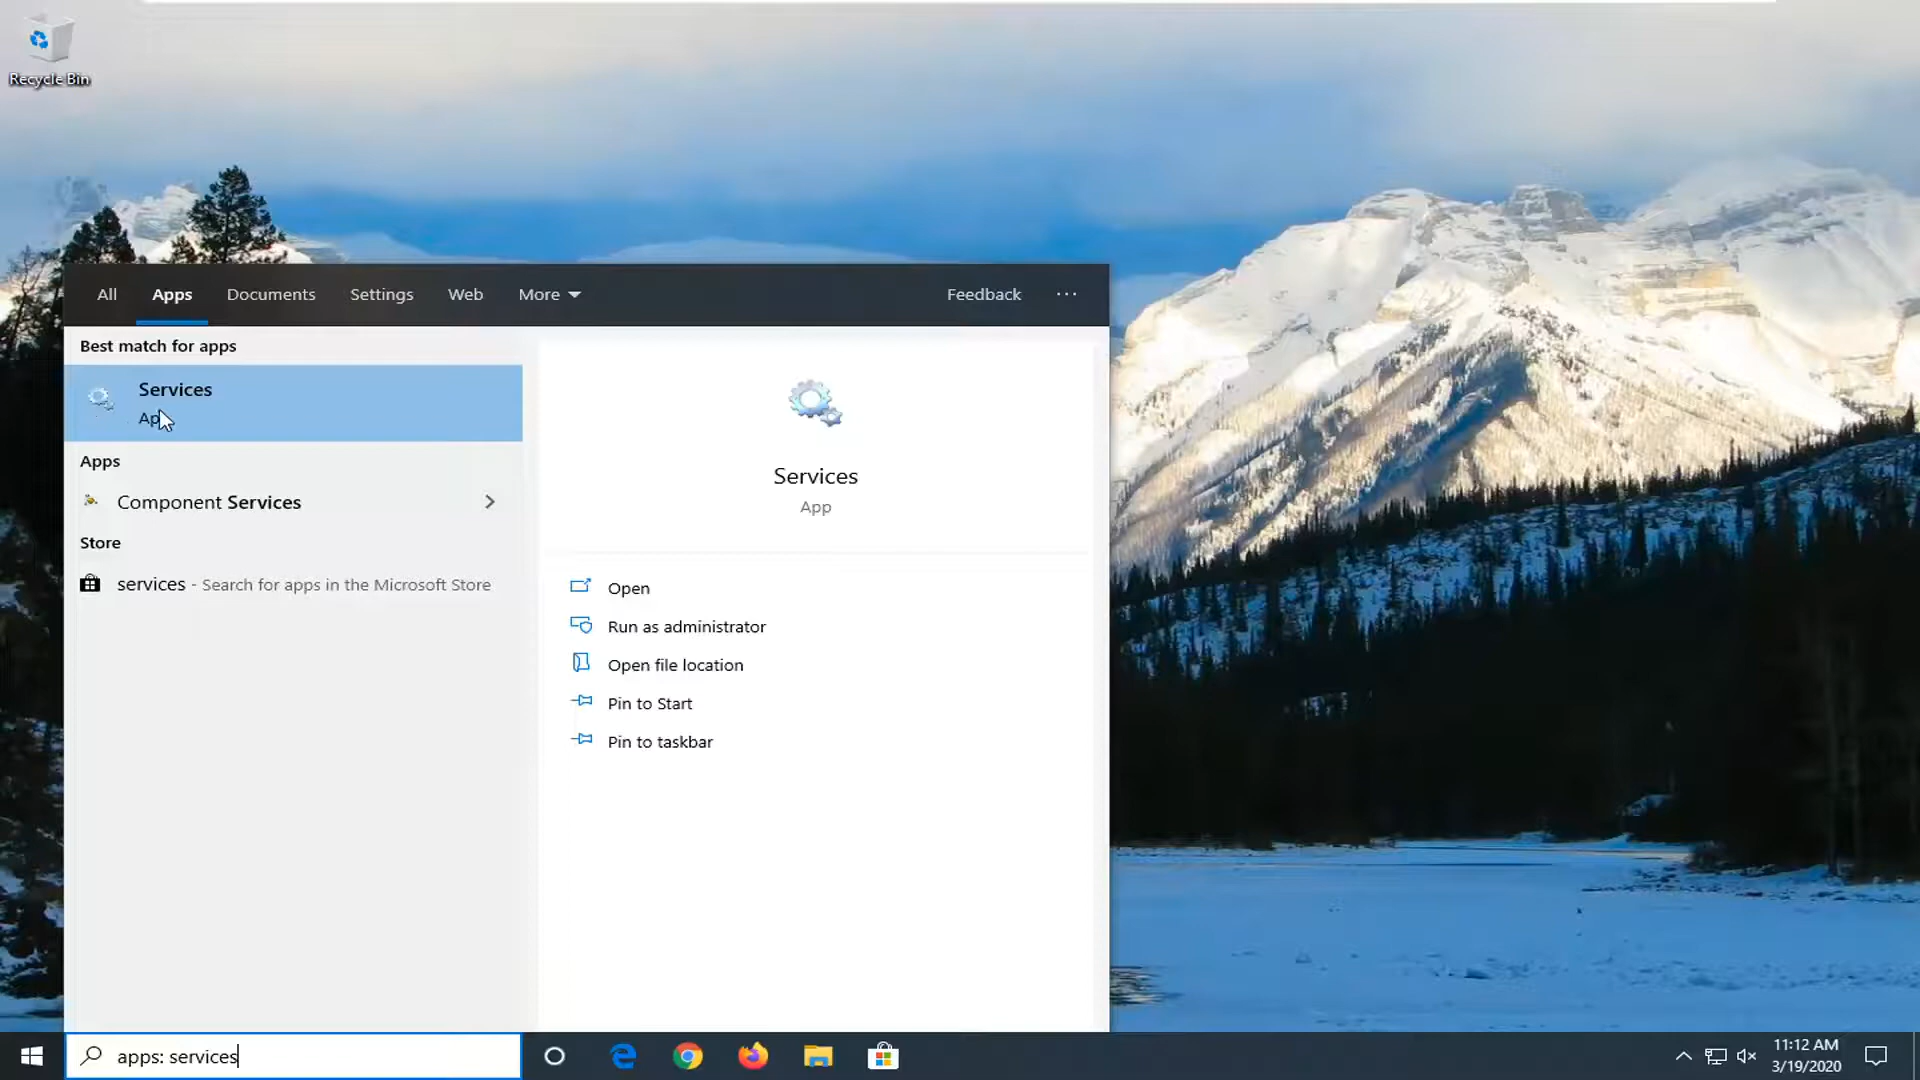 Recycle Bin
All Apps Documents Settings Web More Feedback ...
Best match for apps
Services
App
Apps
Component Services
Store
services - Search for apps in the Microsoft Store
Services
App
Open
Run as administrator
Open file location
Pin to Start
Pin to taskbar
apps: services
11:12 AM
3/19/2020